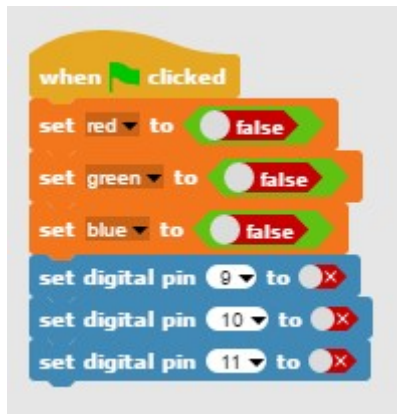 when clicked
set red to false
set green to false
set blue to false
set digital pin 9 to
set digital pin 10 to
set digital pin 11 to